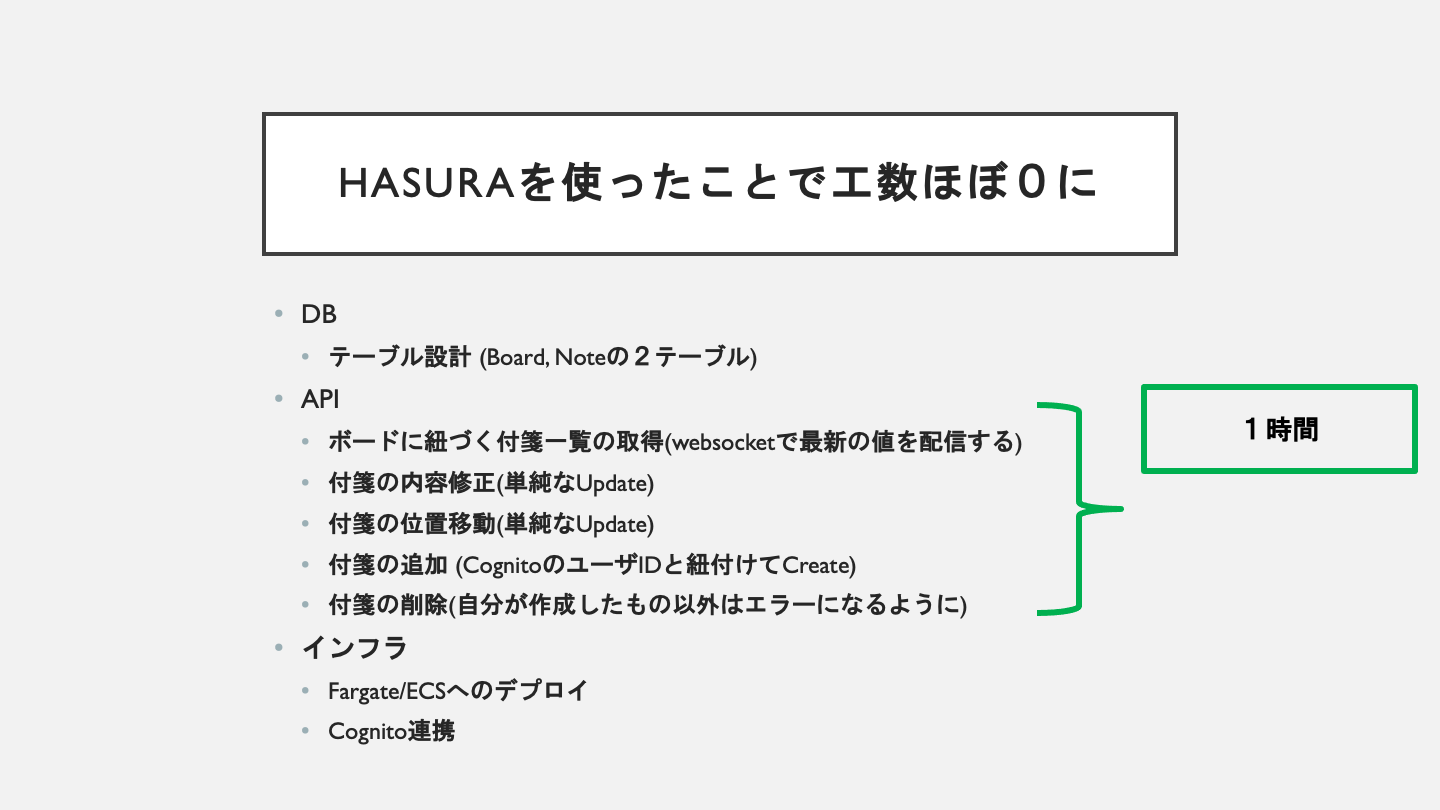 HASURAを使ったことで工数ほぼ０に
• DB
• テーブル設計 (Board, Noteの２テーブル)
• API
• ボードに紐づく付箋一覧の取得(websocketで最新の値を配信する)
• 付箋の内容修正(単純なUpdate)
• 付箋の位置移動(単純なUpdate)
• 付箋の追加 (CognitoのユーザIDと紐付けてCreate)
• 付箋の削除(自分が作成したもの以外はエラーになるように)
１時間
• インフラ
• Fargate/ECSへのデプロイ
• Cognito連携